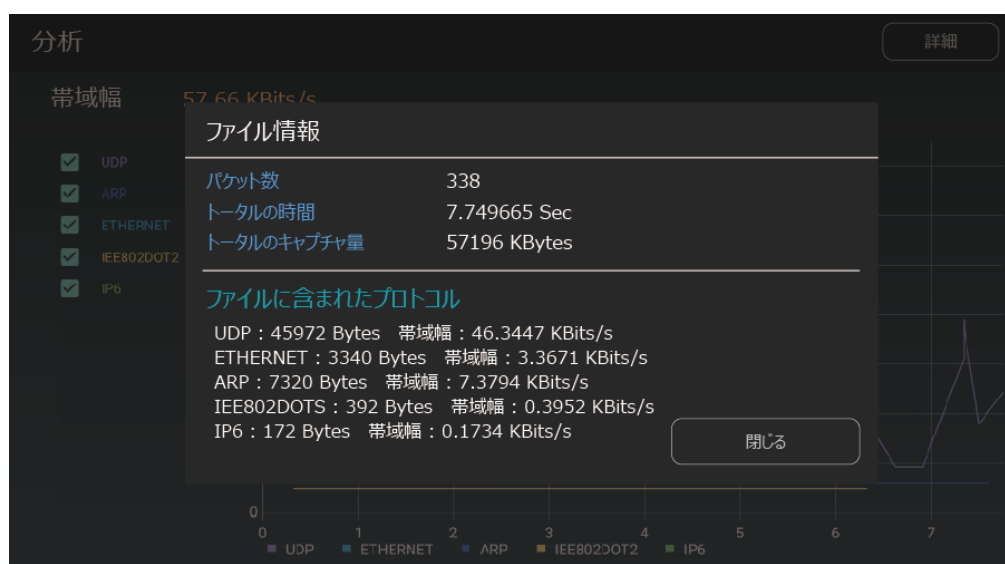 分析
詳細
帯域幅 57.66 KBits/s
ファイル情報
UDP
ARP
ETHERNET
IEE802DOT2
IP6
パケット数 338
トータルの時間 7.749665 Sec
トータルのキャプチャ量 57196 KBytes
ファイルに含まれたプロトコル
UDP : 45972 Bytes 帯域幅 : 46.3447 KBits/s
ETHERNET : 3340 Bytes 帯域幅 : 3.3671 KBits/s
ARP : 7320 Bytes 帯域幅 : 7.3794 KBits/s
IEE802DOTS : 392 Bytes 帯域幅 : 0.3952 KBits/s
IP6 : 172 Bytes 帯域幅 : 0.1734 KBits/s
閉じる
0
0 1 2 3 4 5 6 7
UDP ETHERNET ARP IEE802DOT2 IP6